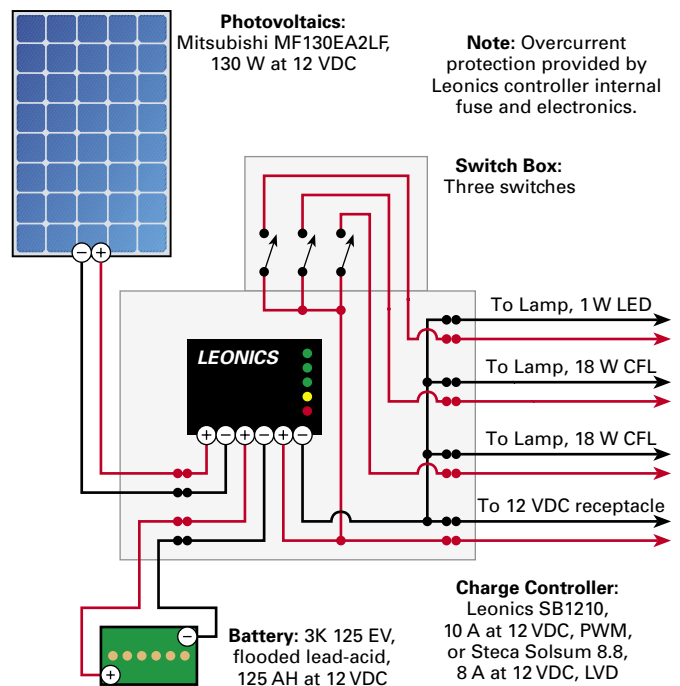 Photovoltaics:
Mitsubishi MF130EA2LF,
130 W at 12 VDC
Note: Overcurrent
protection provided by
Leonics controller internal
fuse and electronics.
Switch Box:
Three switches
To Lamp, 1 W LED
LEONICS
To Lamp, 18 W CFL
To Lamp, 18 W CFL
To 12 VDC receptacle
Charge Controller:
Leonics SB1210,
10 A at 12 VDC, PWM,
or Steca Solsum 8.8,
8 A at 12 VDC, LVD
Battery: 3K 125 EV,
flooded lead-acid,
125 AH at 12 VDC